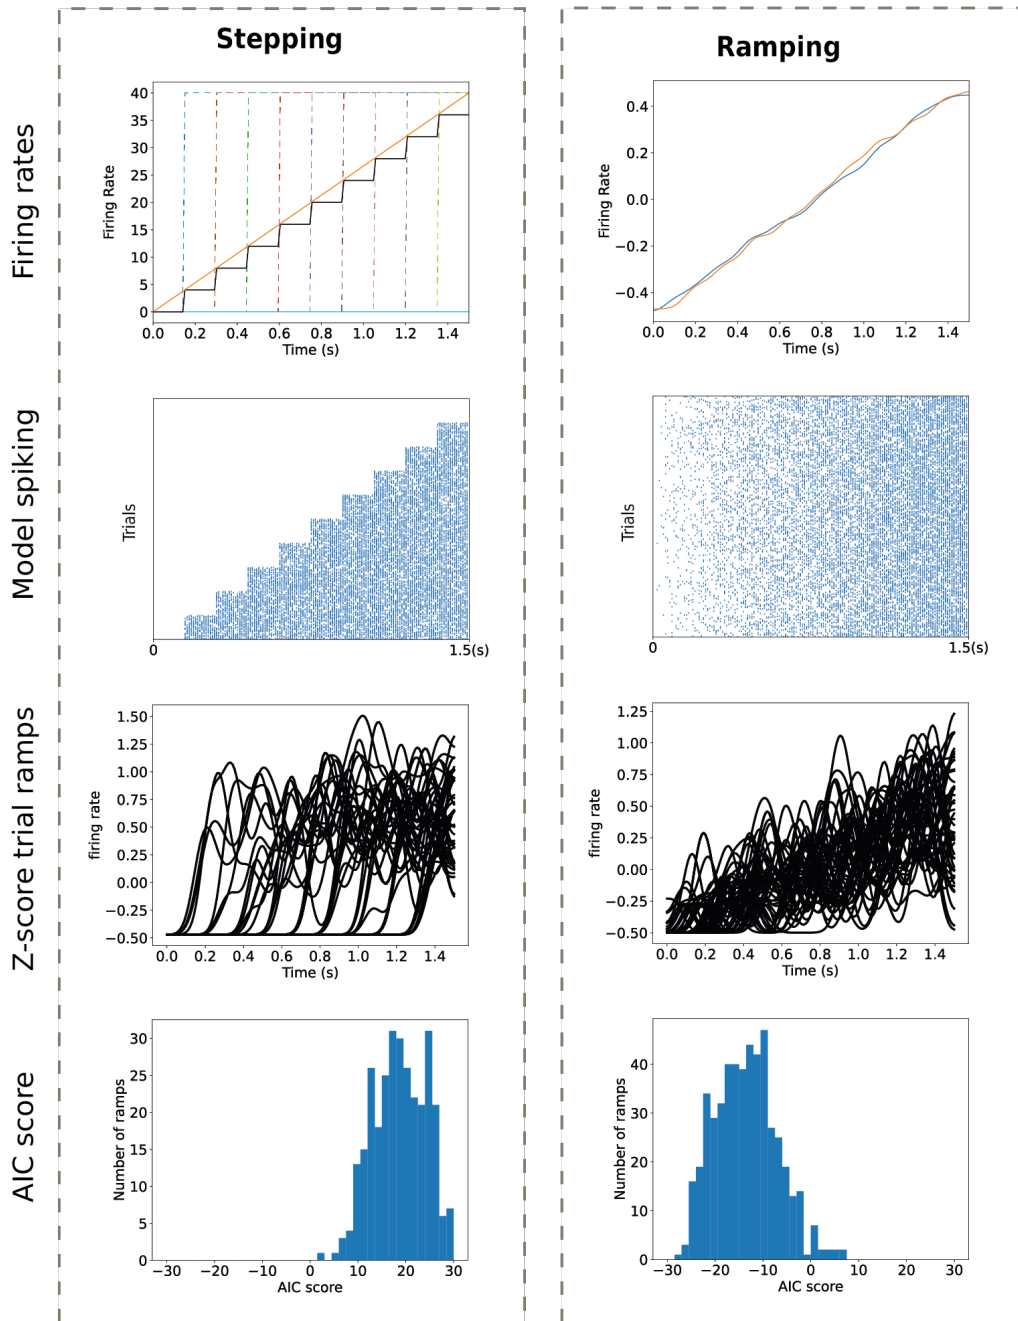 Stepping
Ramping
Firing rates
Firing Rate
40
35
30
25
20
15
10
5
0
0.0 0.2 0.4 0.6 0.8 1.0 1.2 1.4
Time (s)
Firing Rate
0.4
0.2
0.0
−0.2
−0.4
0.0 0.2 0.4 0.6 0.8 1.0 1.2 1.4
Time (s)
Model spiking
Trials
0 1.5(s)
Trials
0 1.5(s)
Z-score trial ramps
firing rate
1.50
1.25
1.00
0.75
0.50
0.25
0.00
−0.25
−0.50
0.0 0.2 0.4 0.6 0.8 1.0 1.2 1.4
Time (s)
firing rate
1.25
1.00
0.75
0.50
0.25
0.00
−0.25
−0.50
0.0 0.2 0.4 0.6 0.8 1.0 1.2 1.4
Time (s)
AIC score
Number of ramps
30
25
20
15
10
5
0
−30 −20 −10 0 10 20 30
AIC score
Number of ramps
40
30
20
10
0
−30 −20 −10 0 10 20 30
AIC score